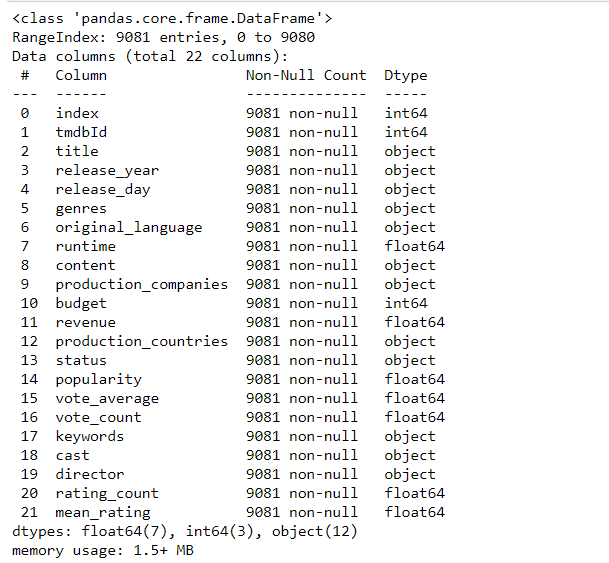 <class 'pandas.core.frame.DataFrame'>
RangeIndex: 9081 entries, 0 to 9080
Data columns (total 22 columns):
 #   Column                Non-Null Count  Dtype
---  ------                --------------  -----
 0   index                 9081 non-null   int64
 1   tmdbId                9081 non-null   int64
 2   title                 9081 non-null   object
 3   release_year          9081 non-null   object
 4   release_day           9081 non-null   object
 5   genres                9081 non-null   object
 6   original_language     9081 non-null   object
 7   runtime               9081 non-null   float64
 8   content               9081 non-null   object
 9   production_companies  9081 non-null   object
 10  budget                9081 non-null   int64
 11  revenue               9081 non-null   float64
 12  production_countries  9081 non-null   object
 13  status                9081 non-null   object
 14  popularity            9081 non-null   float64
 15  vote_average          9081 non-null   float64
 16  vote_count            9081 non-null   float64
 17  keywords              9081 non-null   object
 18  cast                  9081 non-null   object
 19  director              9081 non-null   object
 20  rating_count          9081 non-null   float64
 21  mean_rating           9081 non-null   float64
dtypes: float64(7), int64(3), object(12)
memory usage: 1.5+ MB